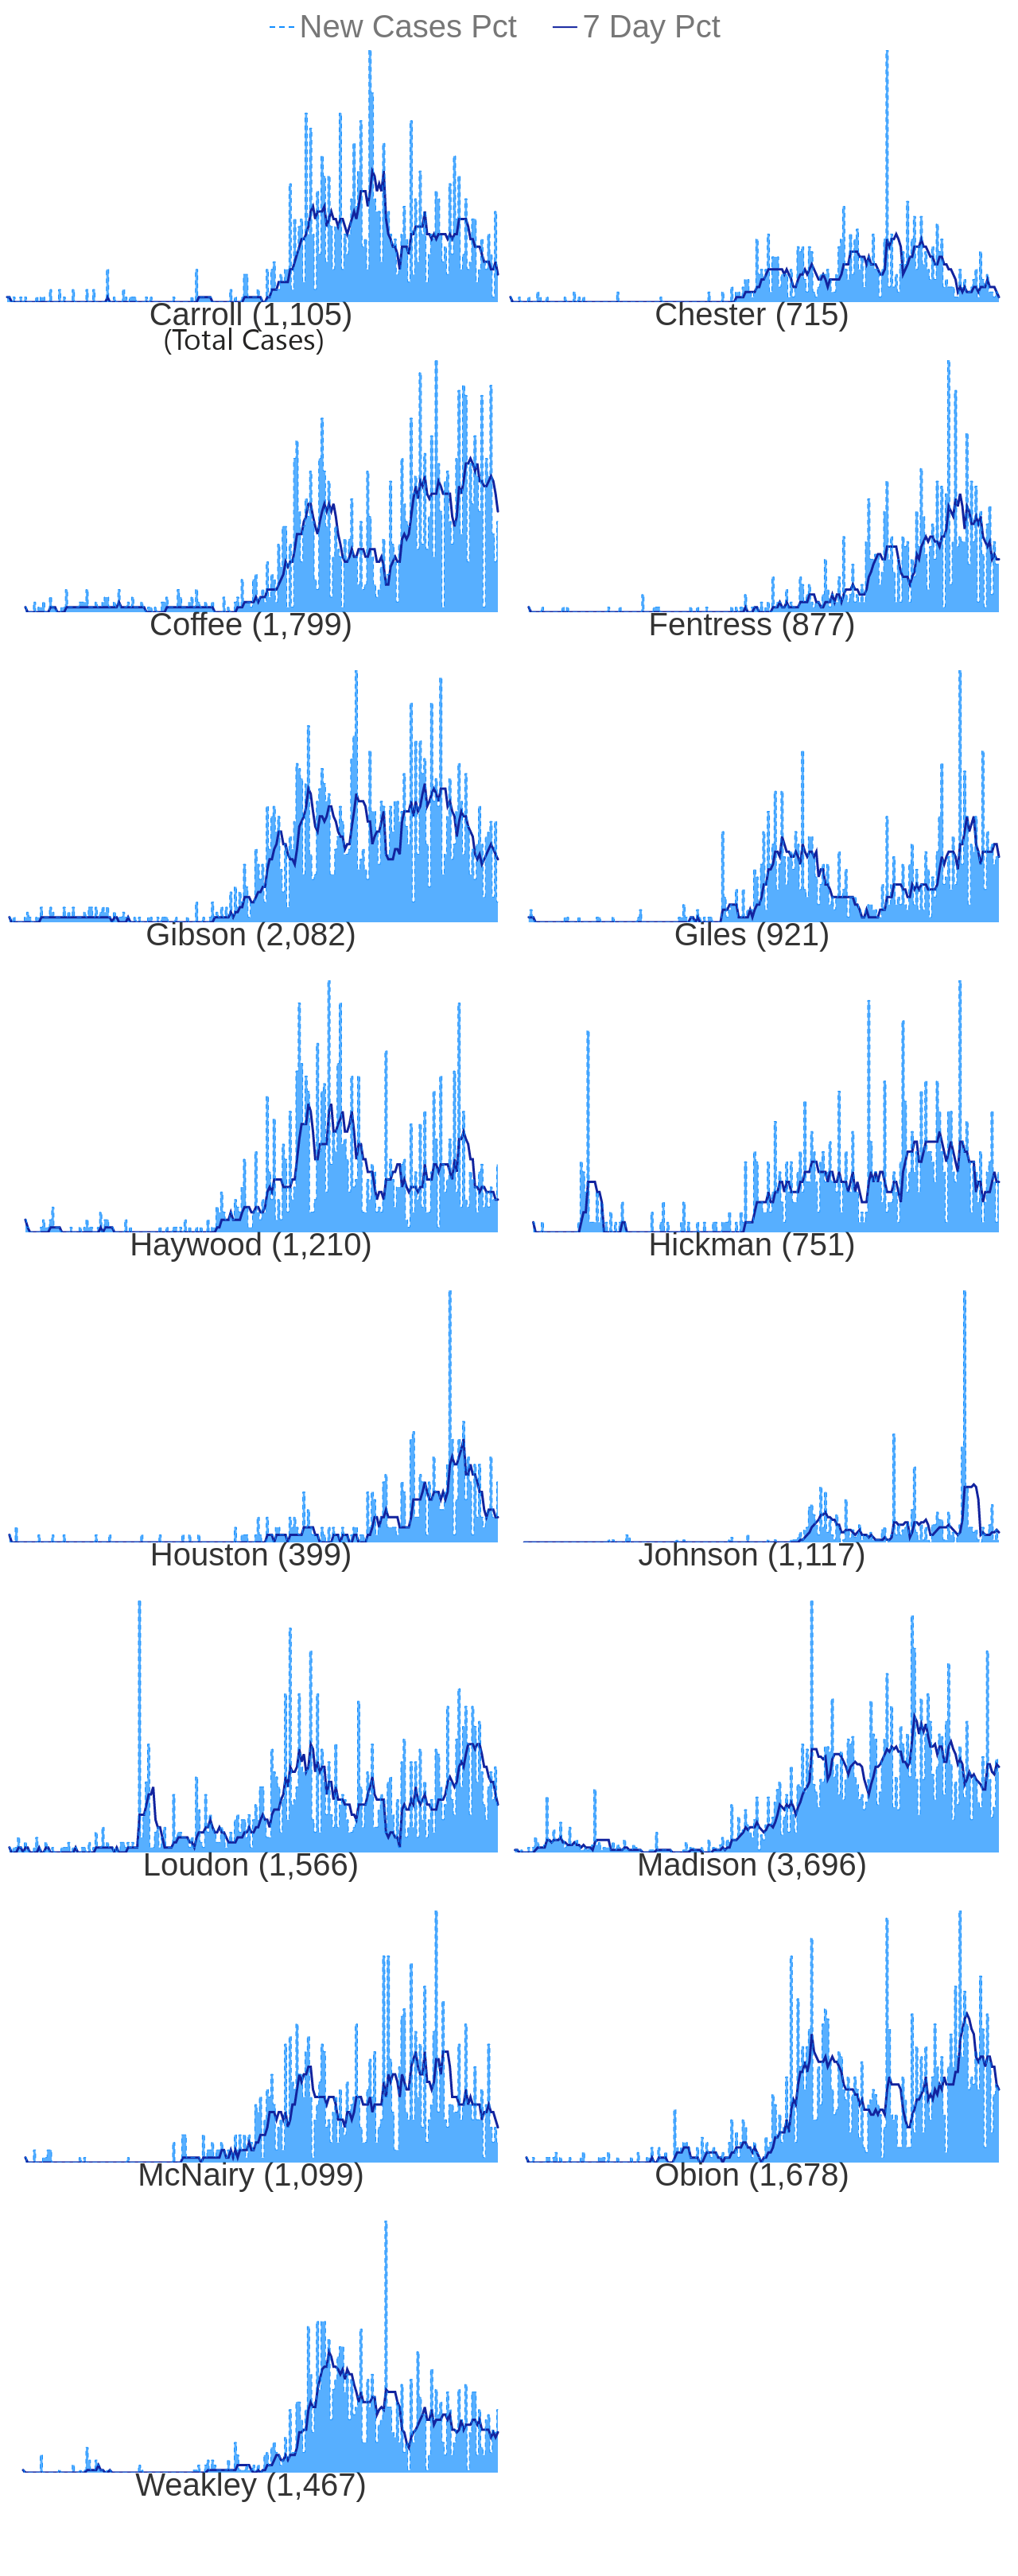 New Cases Pct 7 Day Pct
Carroll (1,105) Chester (715)
(Total Cases)
Coffee (1,799) Fentress (877)
Gibson (2,082) Giles (921)
Haywood (1,210) Hickman (751)
Houston (399) Johnson (1,117)
Loudon (1,566) Madison (3,696)
McNairy (1,099) Obion (1,678)
Weakley (1,467)